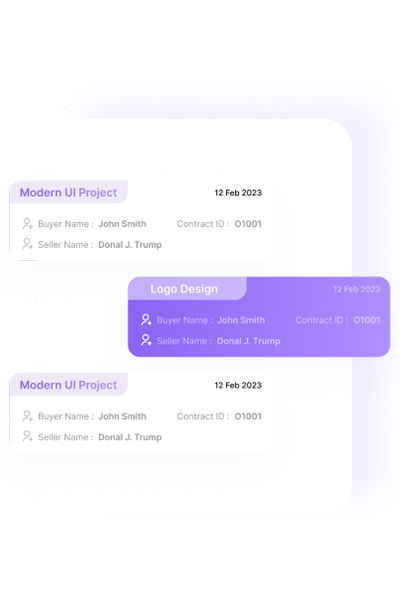 Modern UI Project 12 Feb 2023
Buyer Name : John Smith Contract ID : O1001
Seller Name : Donal J. Trump
Logo Design 12 Feb 2023
Buyer Name : John Smith Contract ID : O1001
Seller Name : Donal J. Trump
Modern UI Project 12 Feb 2023
Buyer Name : John Smith Contract ID : O1001
Seller Name : Donal J. Trump